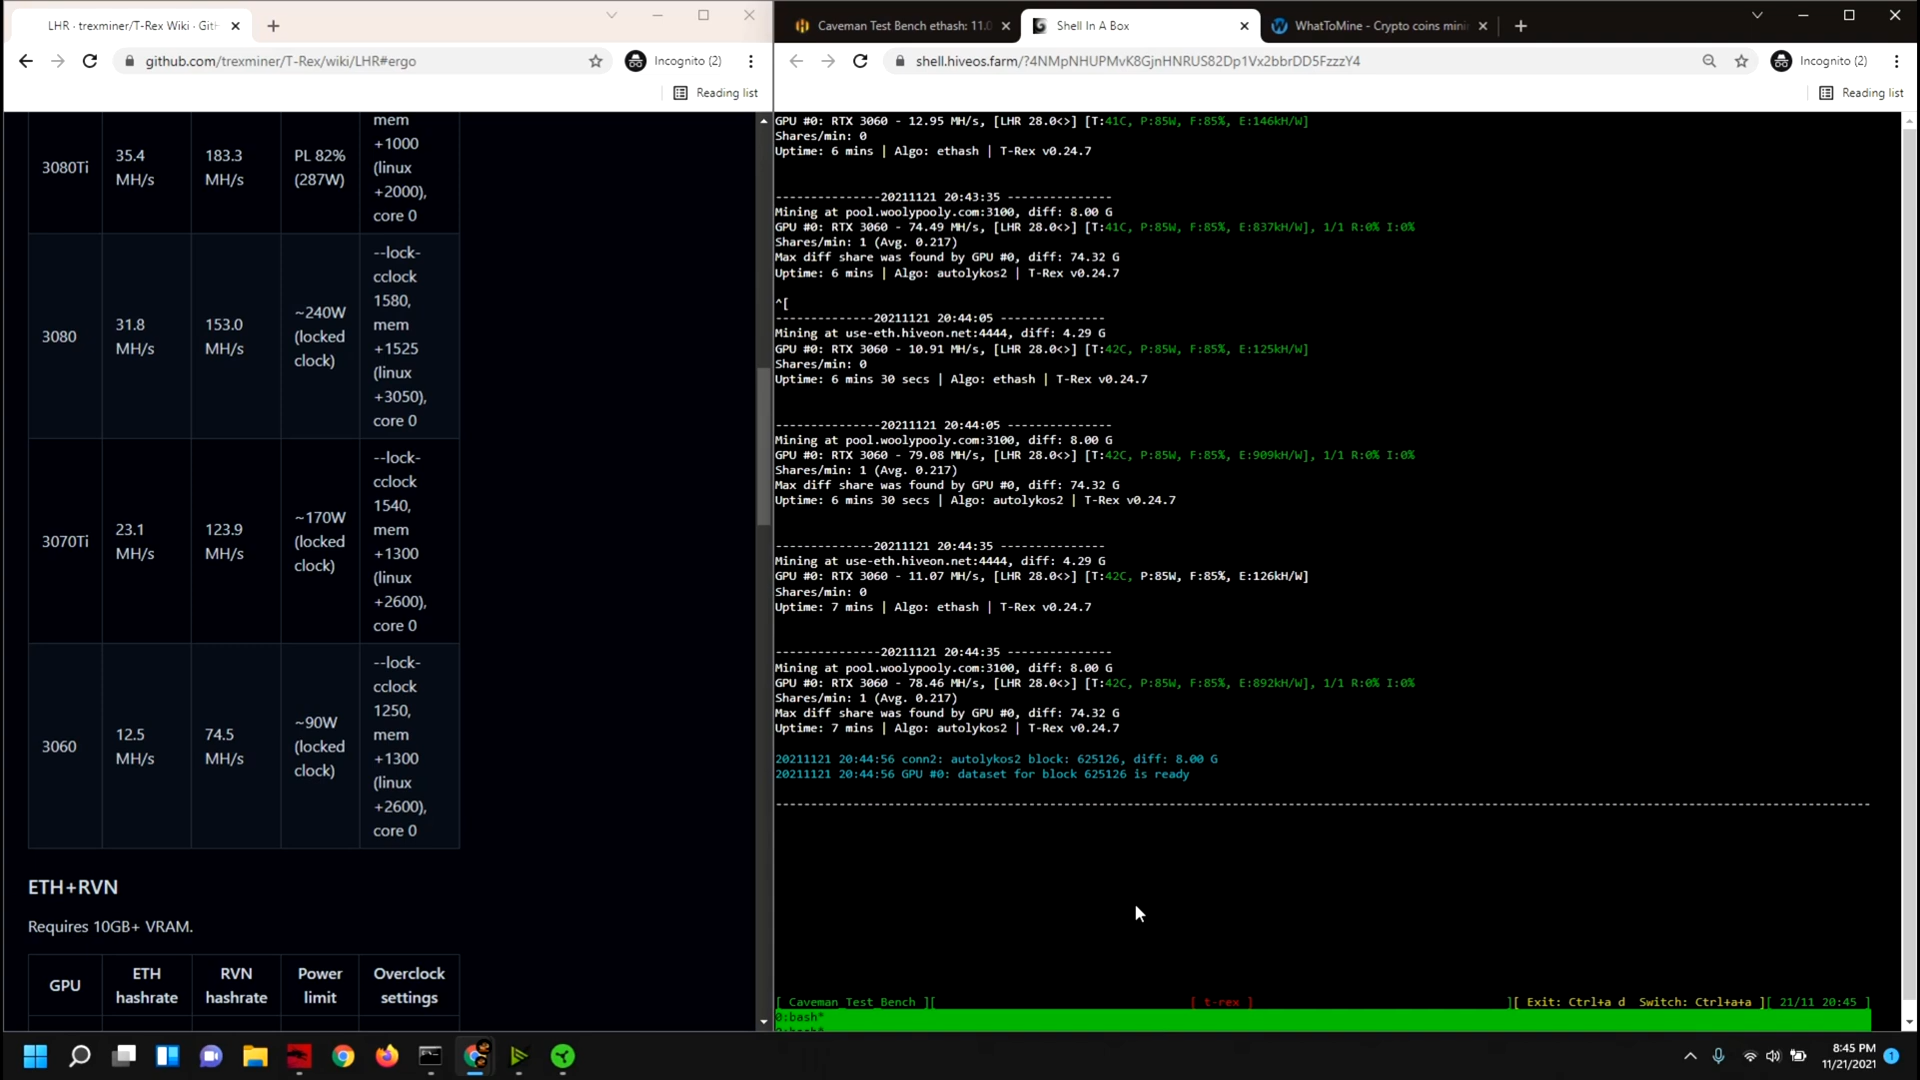 LHR · trexminer/T-Rex Wiki · Gith
github.com/trexminer/T-Rex/wiki/LHR#ergo
Incognito (2)
Reading list
3080Ti
35.4
MH/s
183.3
MH/s
PL 82%
(287W)
mem
+1000
(linux
+2000),
core 0
3080
31.8
MH/s
153.0
MH/s
~240W
(locked
clock)
--lock-
cclock
1580,
mem
+1525
(linux
+3050),
core 0
3070Ti
23.1
MH/s
123.9
MH/s
~170W
(locked
clock)
--lock-
cclock
1540,
mem
+1300
(linux
+2600),
core 0
3060
12.5
MH/s
74.5
MH/s
~90W
(locked
clock)
--lock-
cclock
1250,
mem
+1300
(linux
+2600),
core 0
ETH+RVN
Requires 10GB+ VRAM.
GPU
ETH
hashrate
RVN
hashrate
Power
limit
Overclock
settings
Caveman Test Bench ethash: 11.0
Shell In A Box
WhatToMine - Crypto coins minin
shell.hiveos.farm/?4NMpNHUPMvK8GjnHNRUS82Dp1Vx2bbrDD5FzzzY4
Incognito (2)
Reading list
GPU #0: RTX 3060 - 12.95 MH/s, [LHR 28.0<>] [T:41C, P:85W, F:85%, E:146kH/W]
Shares/min: 0
Uptime: 6 mins | Algo: ethash | T-Rex v0.24.7
--------------20211121 20:43:35 ---------------
Mining at pool.woolypooly.com:3100, diff: 8.00 G
GPU #0: RTX 3060 - 74.49 MH/s, [LHR 28.0<>] [T:41C, P:85W, F:85%, E:837kH/W], 1/1 R:0% I:0%
Shares/min: 1 (Avg. 0.217)
Max diff share was found by GPU #0, diff: 74.32 G
Uptime: 6 mins | Algo: autolykos2 | T-Rex v0.24.7
^[
--------------20211121 20:44:05 --------------
Mining at use-eth.hiveon.net:4444, diff: 4.29 G
GPU #0: RTX 3060 - 10.91 MH/s, [LHR 28.0<>] [T:42C, P:85W, F:85%, E:125kH/W]
Shares/min: 0
Uptime: 6 mins 30 secs | Algo: ethash | T-Rex v0.24.7
--------------20211121 20:44:05 ---------------
Mining at pool.woolypooly.com:3100, diff: 8.00 G
GPU #0: RTX 3060 - 79.08 MH/s, [LHR 28.0<>] [T:42C, P:85W, F:85%, E:909kH/W], 1/1 R:0% I:0%
Shares/min: 1 (Avg. 0.217)
Max diff share was found by GPU #0, diff: 74.32 G
Uptime: 6 mins 30 secs | Algo: autolykos2 | T-Rex v0.24.7
--------------20211121 20:44:35 --------------
Mining at use-eth.hiveon.net:4444, diff: 4.29 G
GPU #0: RTX 3060 - 11.07 MH/s, [LHR 28.0<>] [T:42C, P:85W, F:85%, E:126kH/W]
Shares/min: 0
Uptime: 7 mins | Algo: ethash | T-Rex v0.24.7
--------------20211121 20:44:35 ---------------
Mining at pool.woolypooly.com:3100, diff: 8.00 G
GPU #0: RTX 3060 - 78.46 MH/s, [LHR 28.0<>] [T:42C, P:85W, F:85%, E:892kH/W], 1/1 R:0% I:0%
Shares/min: 1 (Avg. 0.217)
Max diff share was found by GPU #0, diff: 74.32 G
Uptime: 7 mins | Algo: autolykos2 | T-Rex v0.24.7
20211121 20:44:56 conn2: autolykos2 block: 625126, diff: 8.00 G
20211121 20:44:56 GPU #0: dataset for block 625126 is ready
[ Caveman_Test_Bench ][ [ t-rex ] ][ Exit: Ctrl+a d Switch: Ctrl+a+a ][ 21/11 20:45 ]
0:bash*
8:45 PM
11/21/2021
1